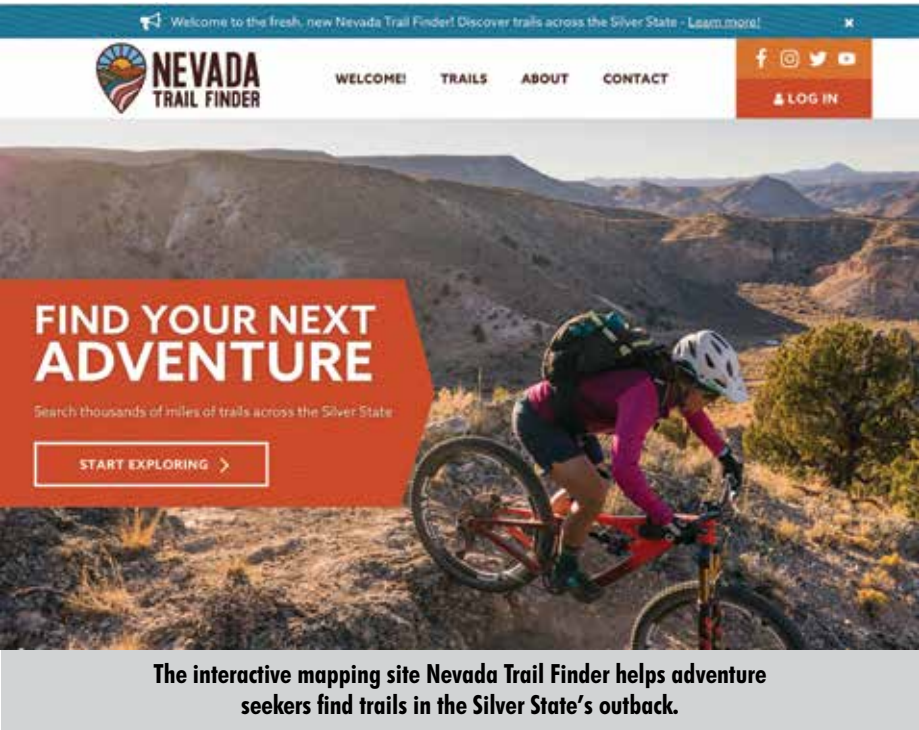 Welcome to the fresh, new Nevada Trail Finder! Discover trails across the Silver State - Learn more!
NEVADA
TRAIL FINDER
WELCOME!
TRAILS
ABOUT
CONTACT
LOG IN
FIND YOUR NEXT
ADVENTURE
Search thousands of miles of trails across the Silver State
START EXPLORING
The interactive mapping site Nevada Trail Finder helps adventure
seekers find trails in the Silver State's outback.